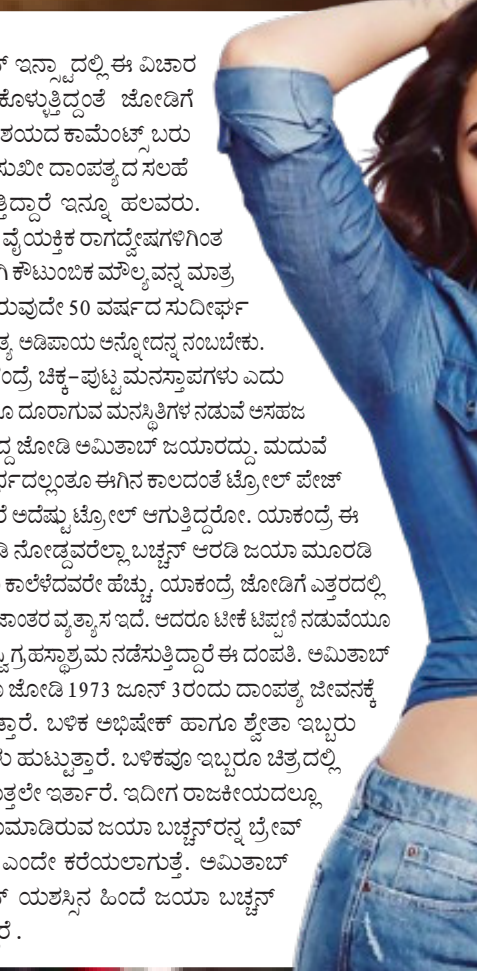 ಇನ್ಸ್ಟಾದಲ್ಲಿ ಈ ವಿಚಾರ
ಕೊಳ್ಳುತ್ತಿದ್ದಂತೆ ಜೋಡಿಗೆ
ಶಯದ ಕಾಮೆಂಟ್ಸ್ ಬರು
ಸುಖೀ ದಾಂಪತ್ಯದ ಸಲಹೆ
ತ್ತಿದ್ದಾರೆ ಇನ್ನೂ ಹಲವರು.
ವೈಯಕ್ತಿಕ ರಾಗದ್ವೇಷಗಳಿಗಿಂತ
ಗಿ ಕೌಟುಂಬಿಕ ಮೌಲ್ಯವನ್ನ ಮಾತ್ರ
ರುವುದೇ 50 ವರ್ಷದ ಸುದೀರ್ಘ
ತ್ಯ ಅಡಿಪಾಯ ಅನ್ನೋದನ್ನ ನಂಬಬೇಕು.
ಂದ್ರೆ ಚಿಕ್ಕ-ಪುಟ್ಟ ಮನಸ್ತಾಪಗಳು ಎದು
ೂ ದೂರಾಗುವ ಮನಸ್ಥಿತಿಗಳ ನಡುವೆ ಅಸಹಜ
ದ್ದ ಜೋಡಿ ಅಮಿತಾಬ್ ಜಯಾರದ್ದು. ಮದುವೆ
ರ್ಭದಲ್ಲಂತೂ ಈಗಿನ ಕಾಲದಂತೆ ಟ್ರೋಲ್ ಪೇಜ್
ರೆ ಅದೆಷ್ಟು ಟ್ರೋಲ್ ಆಗುತ್ತಿದ್ದರೋ. ಯಾಕಂದ್ರೆ ಈ
ಡಿ ನೋಡ್ದವರೆಲ್ಲಾ ಬಚ್ಚನ್ ಆರಡಿ ಜಯಾ ಮೂರಡಿ
ಕಾಲೆಳೆದವರೇ ಹೆಚ್ಚು. ಯಾಕಂದ್ರೆ ಜೋಡಿಗೆ ಎತ್ತರದಲ್ಲಿ
ಜಾಂತರ ವ್ಯತ್ಯಾಸ ಇದೆ. ಆದರೂ ಟೀಕೆ ಟಿಪ್ಪಣಿ ನಡುವೆಯೂ
ಗ್ರಹಸ್ಥಾಶ್ರಮ ನಡೆಸುತ್ತಿದ್ದಾರೆ ಈ ದಂಪತಿ. ಅಮಿತಾಬ್
ಜೋಡಿ 1973 ಜೂನ್ 3ರಂದು ದಾಂಪತ್ಯ ಜೀವನಕ್ಕೆ
ತ್ತಾರೆ. ಬಳಿಕ ಅಭಿಷೇಕ್ ಹಾಗೂ ಶ್ವೇತಾ ಇಬ್ಬರು
ಳು ಹುಟ್ಟುತ್ತಾರೆ. ಬಳಿಕವೂ ಇಬ್ಬರೂ ಚಿತ್ರದಲ್ಲಿ
ುತ್ತಲೇ ಇರ್ತಾರೆ. ಇದೀಗ ರಾಜಕೀಯದಲ್ಲೂ
ುಮಾಡಿರುವ ಜಯಾ ಬಚ್ಚನ್‌ರನ್ನ ಬ್ರೇವ್
ಎಂದೇ ಕರೆಯಲಾಗುತ್ತೆ. ಅಮಿತಾಬ್
ಯಶಸ್ಸಿನ ಹಿಂದೆ ಜಯಾ ಬಚ್ಚನ್
ರೆ.